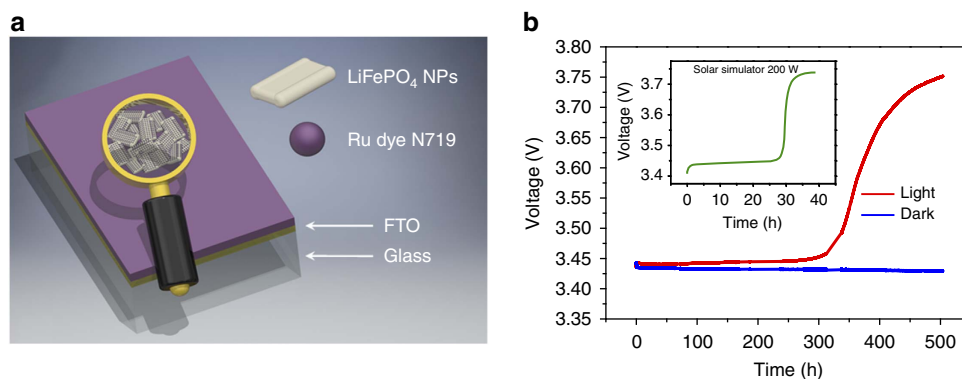 a
LiFePO4 NPs
Ru dye N719
FTO
Glass
b
3.80
3.75
3.70
3.65
3.60
3.55
3.50
3.45
3.40
3.35
Voltage (V)
0
100
200
300
400
500
Time (h)
Solar simulator 200 W
3.7
3.6
3.5
3.4
Voltage (V)
0
10
20
30
40
Time (h)
Light
Dark